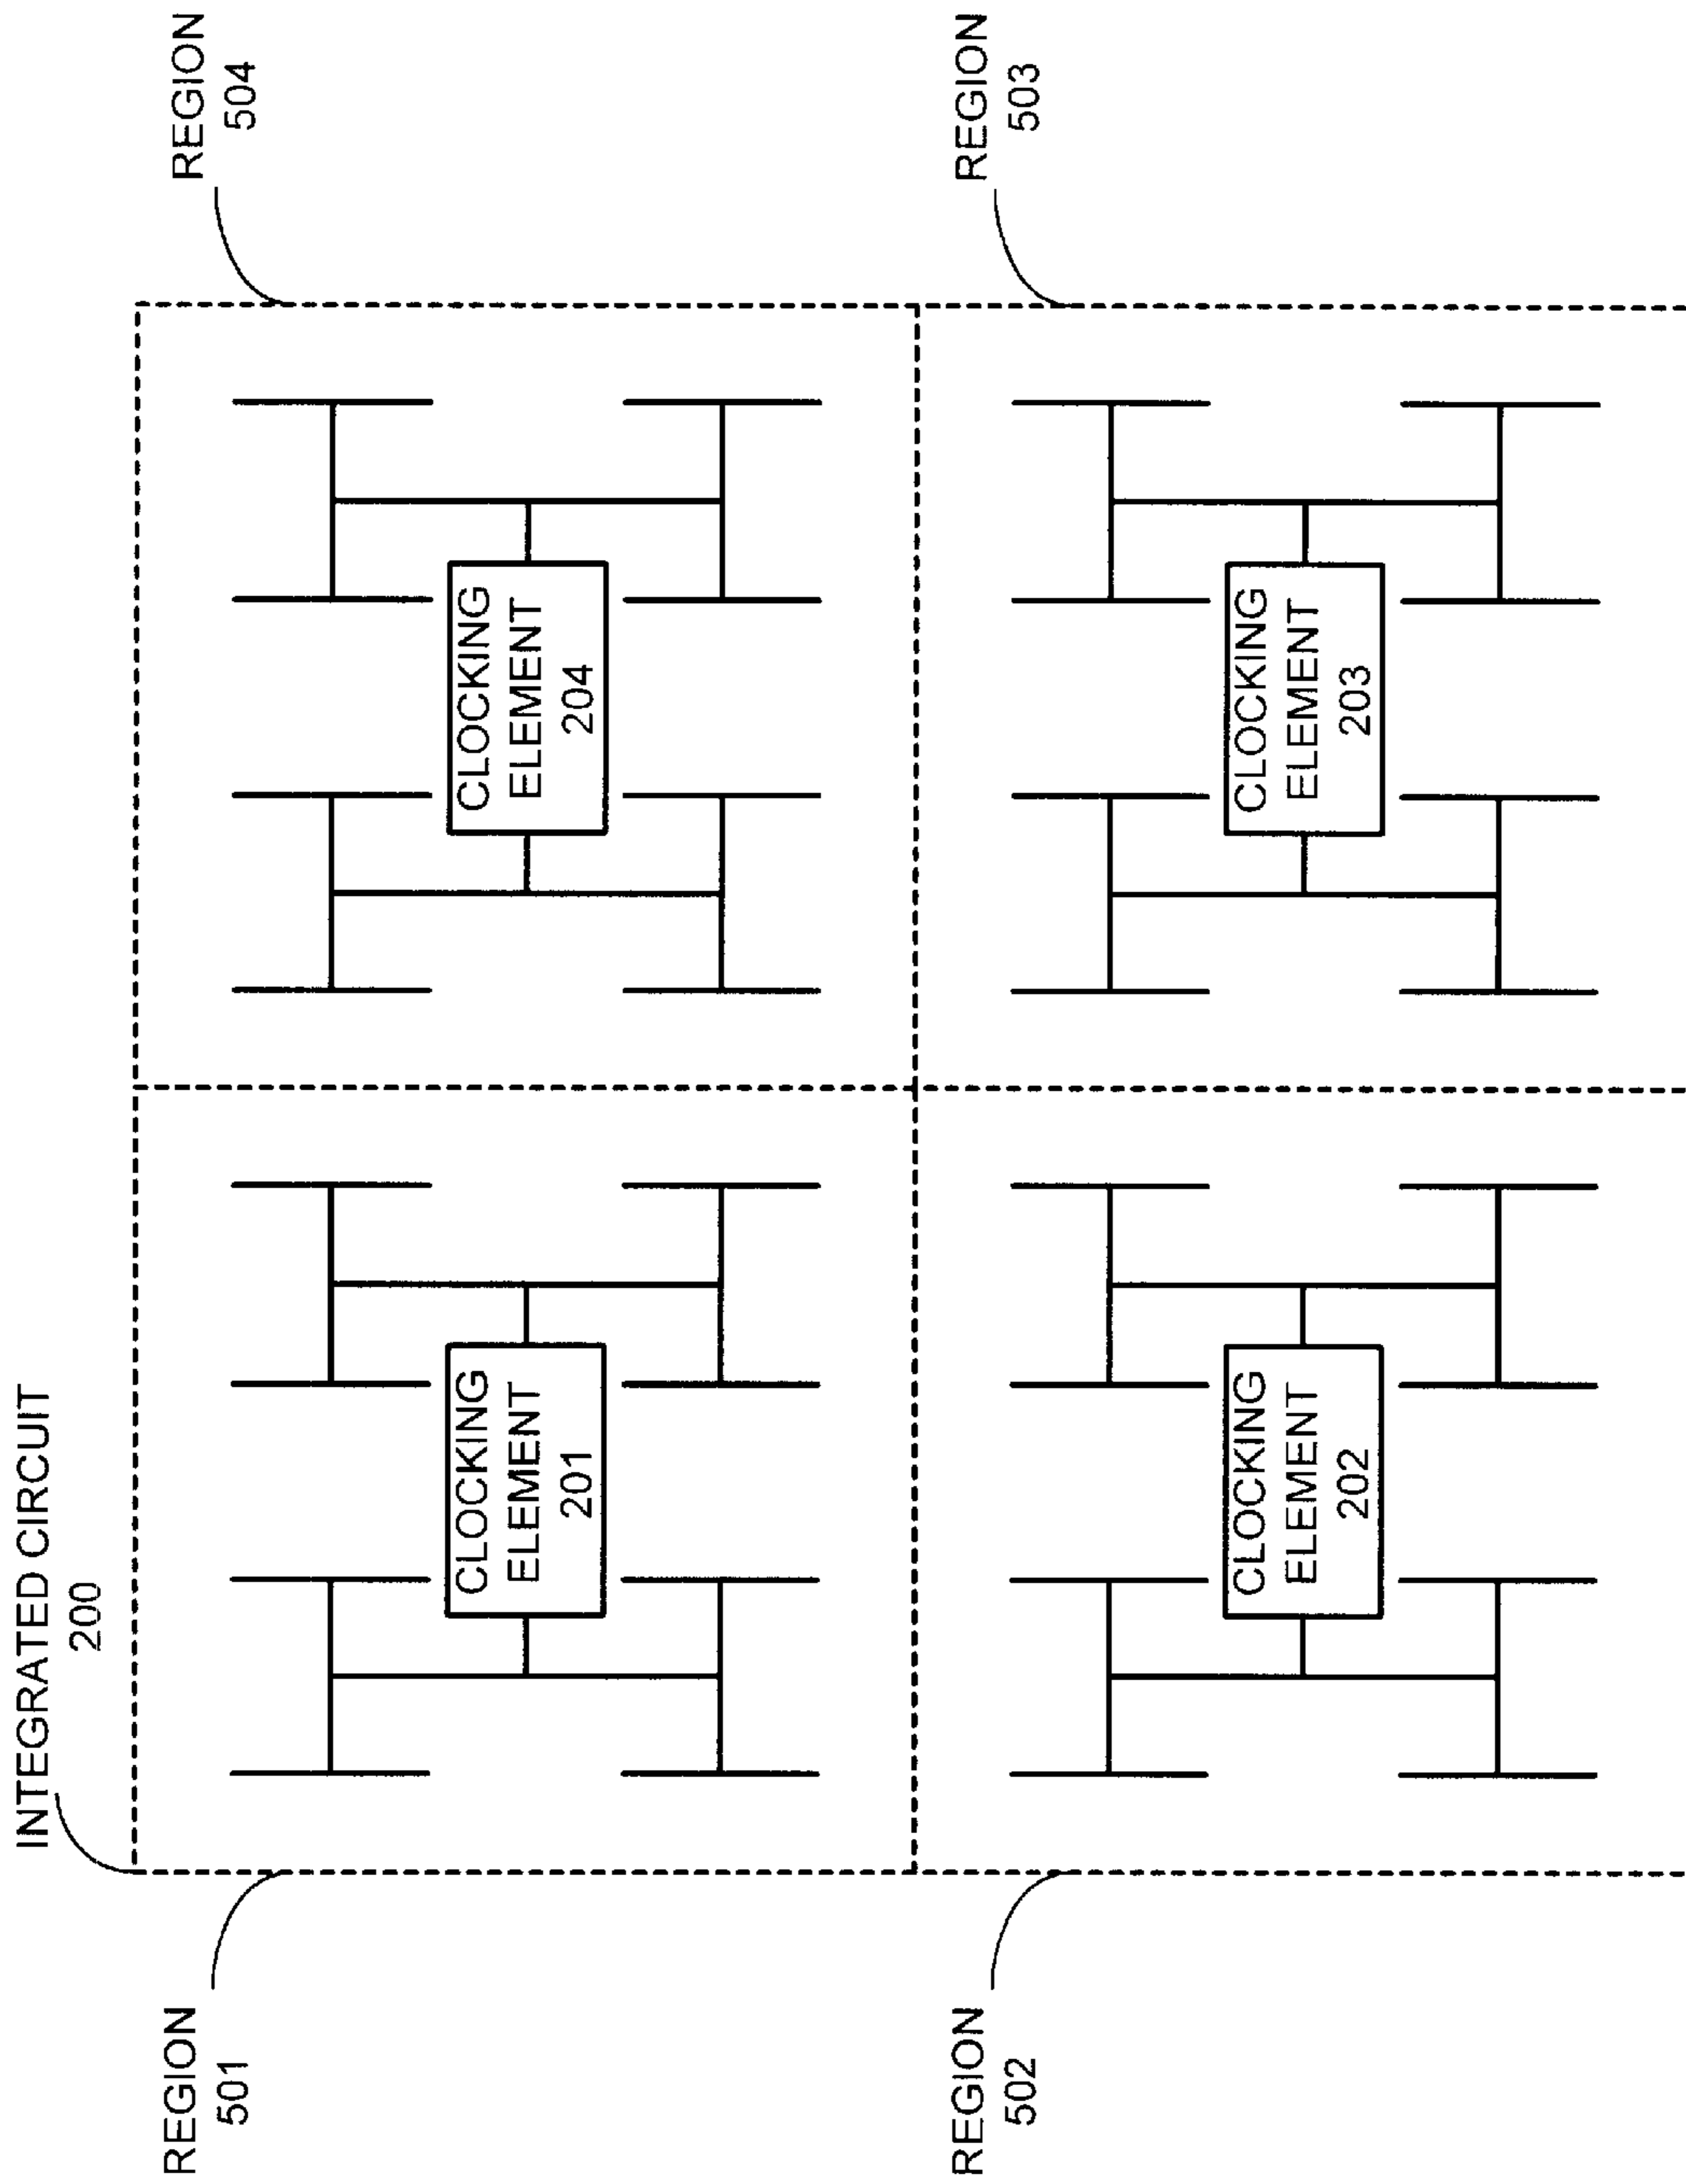 INTEGRATED CIRCUIT
200
REGION
501
REGION
504
CLOCKING
ELEMENT
201
CLOCKING
ELEMENT
204
REGION
502
REGION
503
CLOCKING
ELEMENT
202
CLOCKING
ELEMENT
203